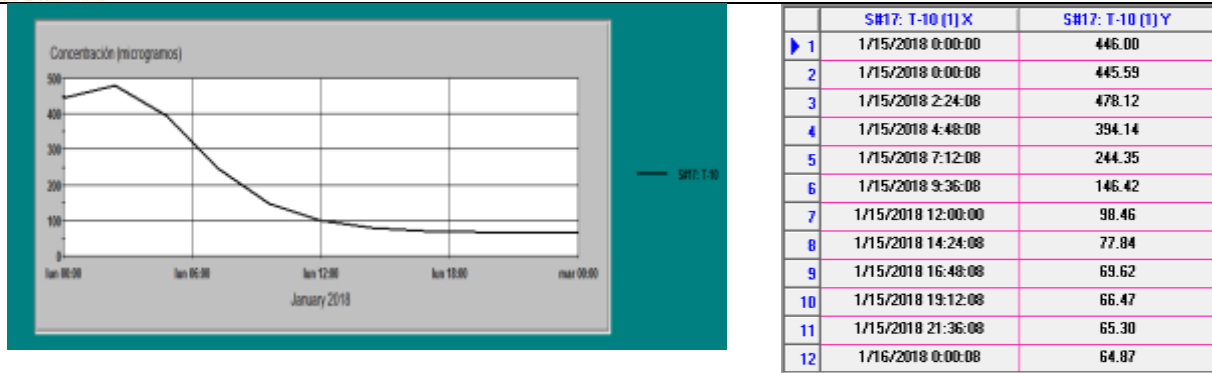 Concentración (microgramos)
500
400
300
200
100
0
lun 00:00 lun 06:00 lun 12:00 lun 18:00 mar 00:00
January 2018
S#17: T-10
S#17: T-10 (1) X S#17: T-10 (1) Y
1 1/15/2018 0:00:00 446.00
2 1/15/2018 0:00:08 445.59
3 1/15/2018 2:24:08 478.12
4 1/15/2018 4:48:08 394.14
5 1/15/2018 7:12:08 244.35
6 1/15/2018 9:36:08 146.42
7 1/15/2018 12:00:00 98.46
8 1/15/2018 14:24:08 77.84
9 1/15/2018 16:48:08 69.62
10 1/15/2018 19:12:08 66.47
11 1/15/2018 21:36:08 65.30
12 1/16/2018 0:00:08 64.87